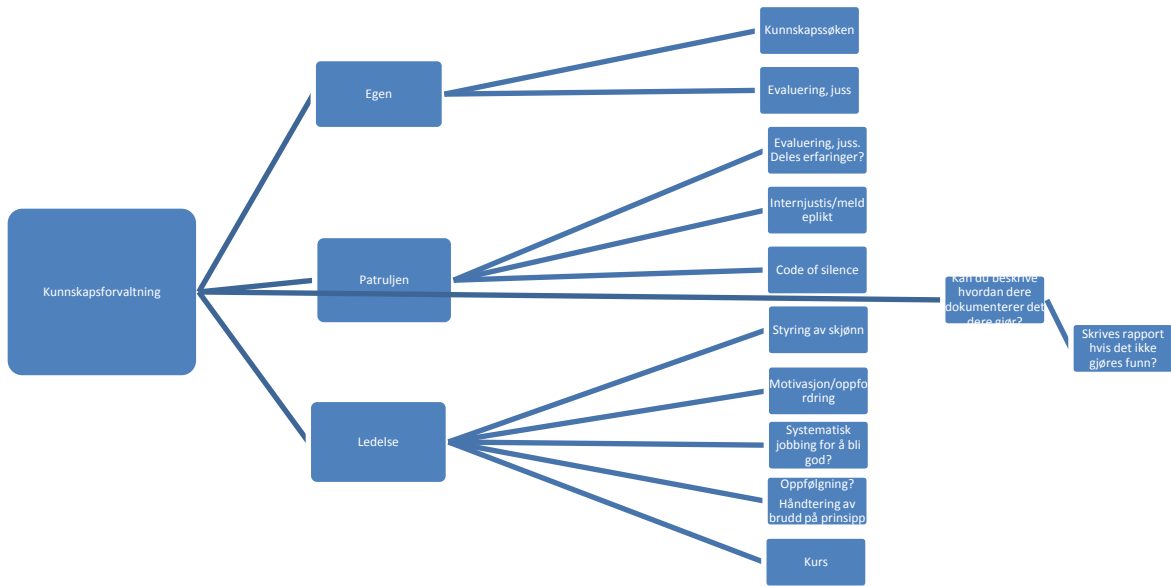 Kunnskapsforvaltning
Egen
Kunnskapssøken
Evaluering, juss
Patruljen
Evaluering, juss.
Deles erfaringer?
Internjustis/meld
eplikt
Code of silence
Ledelse
Styring av skjønn
Motivasjon/oppfo
rdring
Systematisk
jobbing for å bli
god?
Oppfølgning?
Håndtering av
brudd på prinsipp
Kurs
Kan du beskrive
hvordan dere
dokumenterer det
dere gjør?
Skrives rapport
hvis det ikke
gjøres funn?